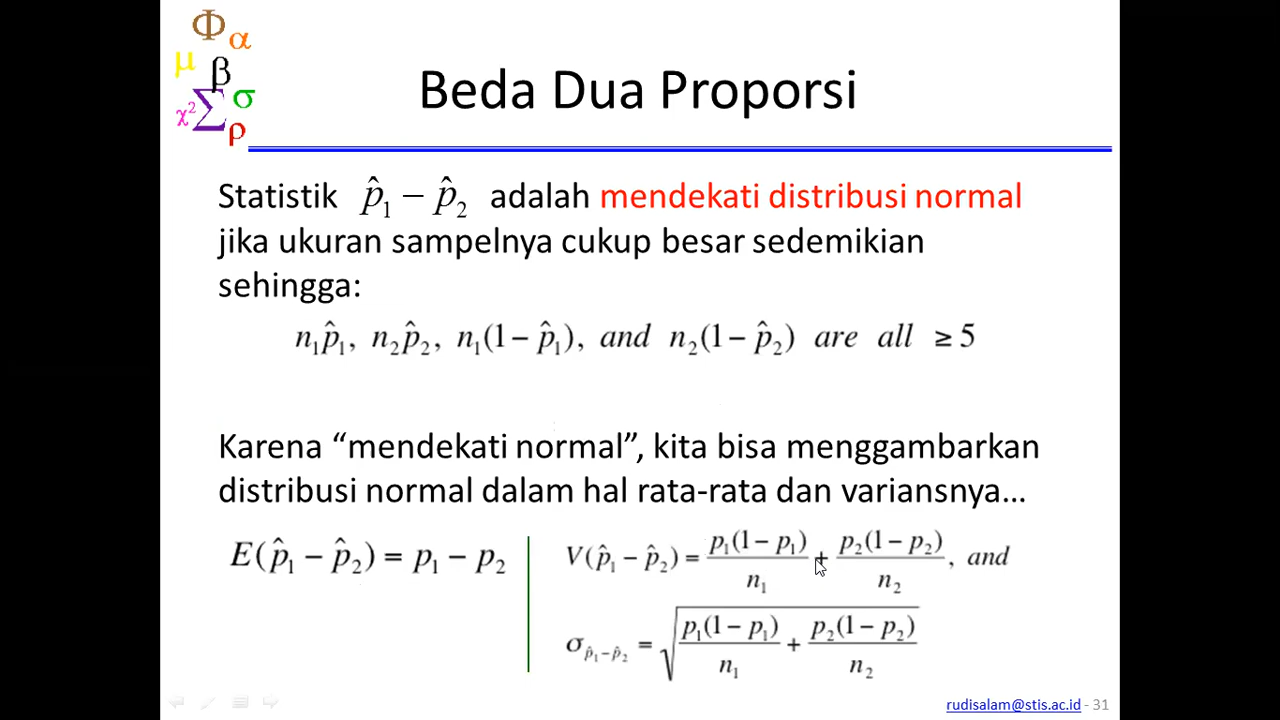 Φ α
μ β
χ² Σ σ
ρ
Beda Dua Proporsi
Statistik p̂₁ − p̂₂ adalah mendekati distribusi normal
jika ukuran sampelnya cukup besar sedemikian
sehingga:
n₁p̂₁, n₂p̂₂, n₁(1 − p̂₁), and n₂(1 − p̂₂) are all ≥ 5
Karena “mendekati normal”, kita bisa menggambarkan
distribusi normal dalam hal rata-rata dan variansnya...
E(p̂₁ − p̂₂) = p₁ − p₂
V(p̂₁ − p̂₂) = p₁(1 − p₁)/n₁ + p₂(1 − p₂)/n₂, and
σ_{p̂₁−p̂₂} = √(p₁(1 − p₁)/n₁ + p₂(1 − p₂)/n₂)
rudisalam@stis.ac.id - 31